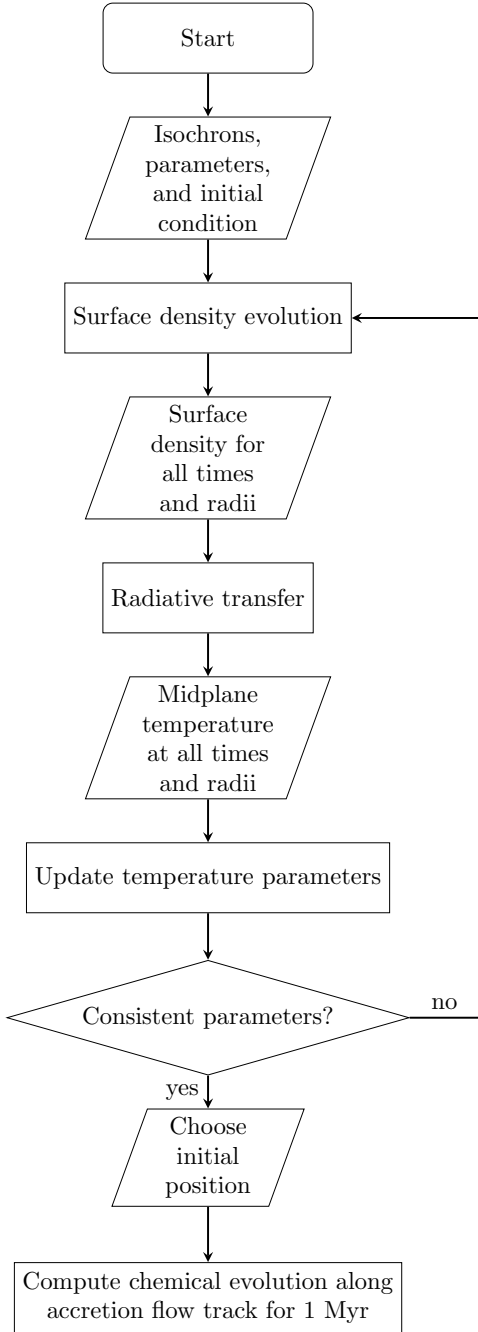 Start
Isochrons,
parameters,
and initial
condition
Surface density evolution
Surface
density for
all times
and radii
Radiative transfer
Midplane
temperature
at all times
and radii
Update temperature parameters
Consistent parameters?
no
yes
Choose
initial
position
Compute chemical evolution along
accretion flow track for 1 Myr